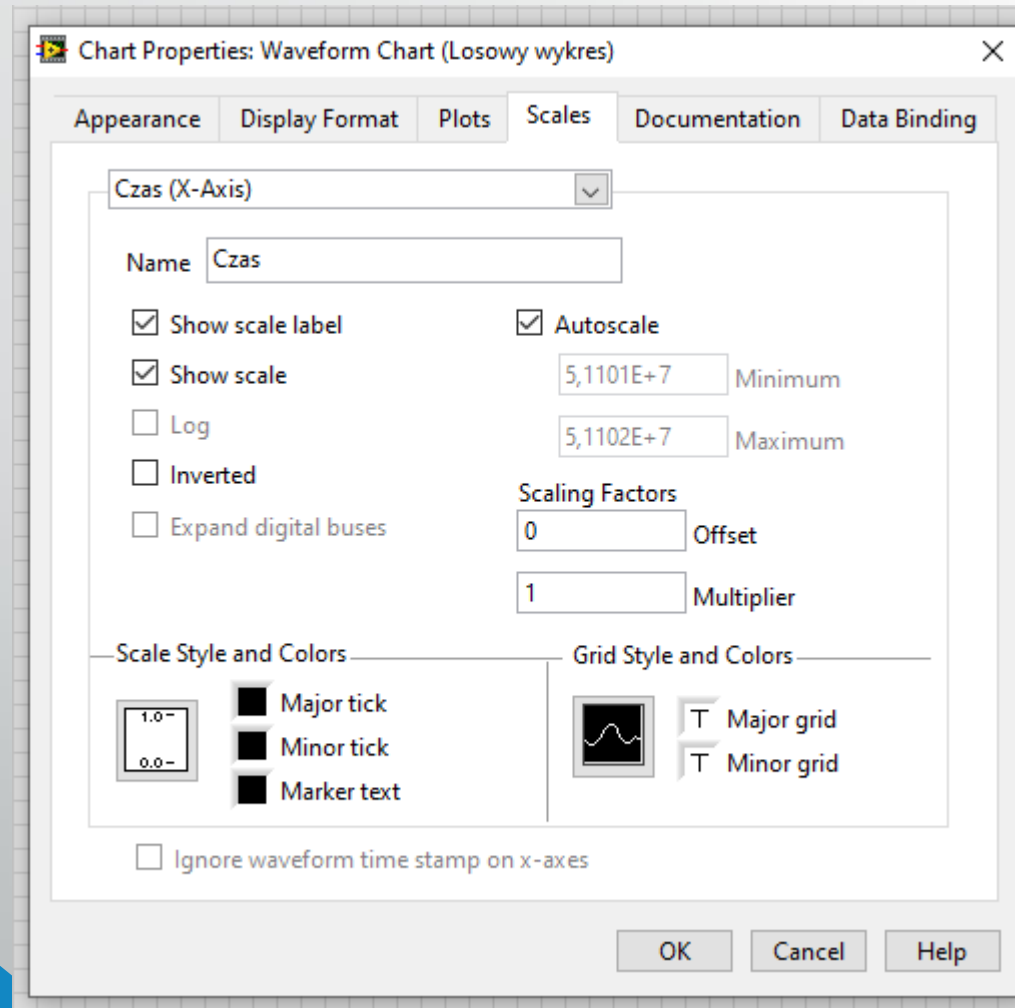 Chart Properties: Waveform Chart (Losowy wykres)
Appearance
Display Format
Plots
Scales
Documentation
Data Binding
Czas (X-Axis)
Name
Czas
Show scale label
Show scale
Log
Inverted
Expand digital buses
Autoscale
5,1101E+7
Minimum
5,1102E+7
Maximum
Scaling Factors
0
Offset
1
Multiplier
Scale Style and Colors
1.0
0.0
Major tick
Minor tick
Marker text
Grid Style and Colors
T
Major grid
T
Minor grid
Ignore waveform time stamp on x-axes
OK
Cancel
Help